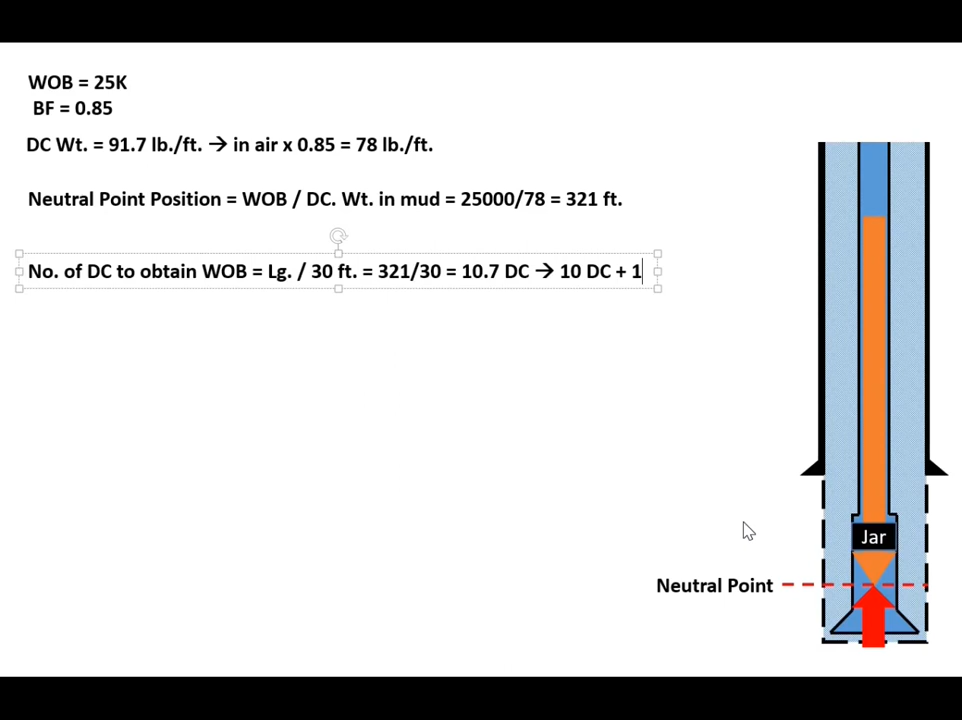 WOB = 25K
BF = 0.85
DC Wt. = 91.7 lb./ft. → in air x 0.85 = 78 lb./ft.
Neutral Point Position = WOB / DC. Wt. in mud = 25000/78 = 321 ft.
No. of DC to obtain WOB = Lg. / 30 ft. = 321/30 = 10.7 DC → 10 DC + 1
Jar
Neutral Point